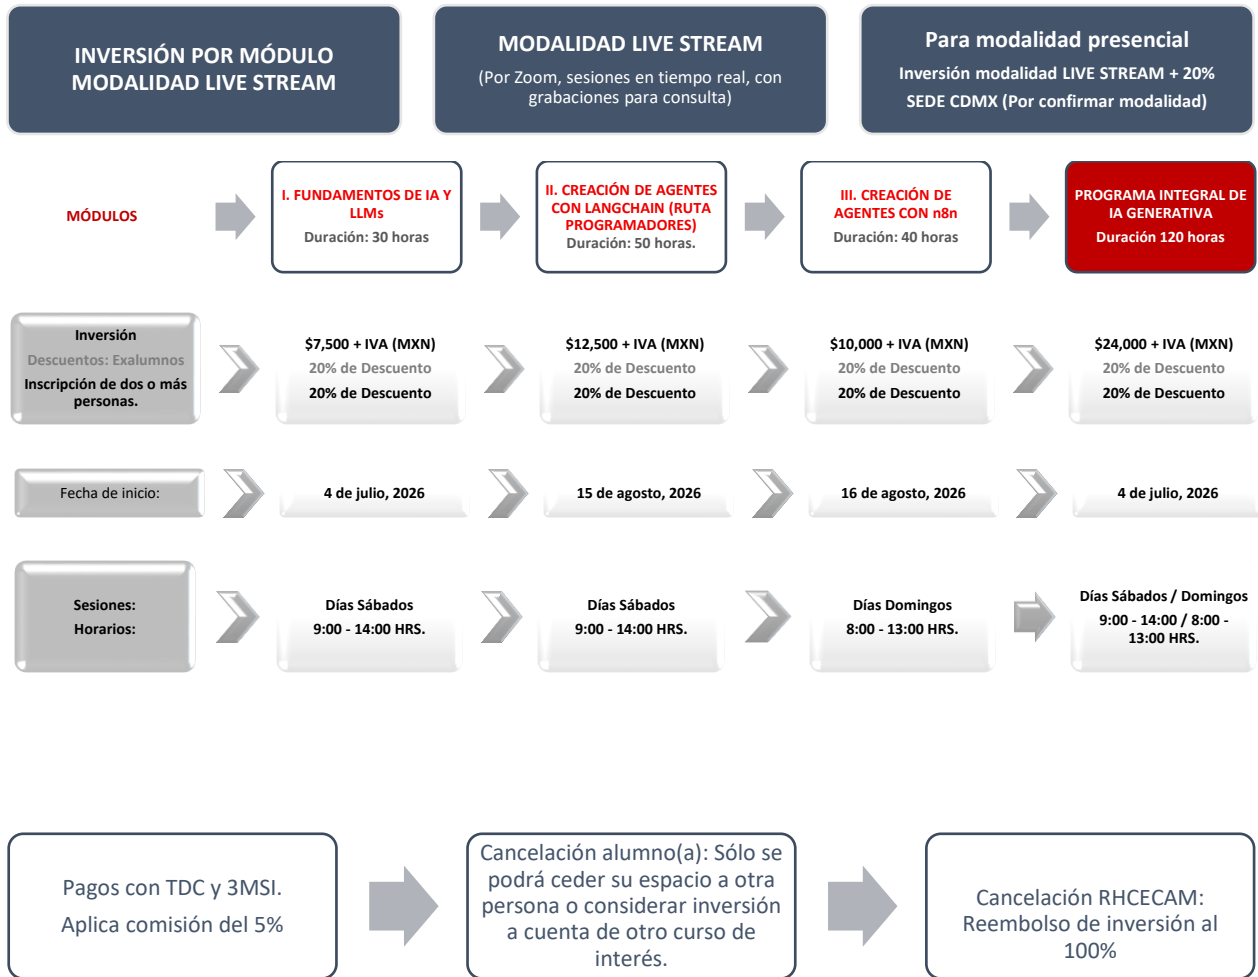 INVERSIÓN POR MÓDULO
MODALIDAD LIVE STREAM
MODALIDAD LIVE STREAM
(Por Zoom, sesiones en tiempo real, con
grabaciones para consulta)
Para modalidad presencial
Inversión modalidad LIVE STREAM + 20%
SEDE CDMX (Por confirmar modalidad)
MÓDULOS
I. FUNDAMENTOS DE IA Y
LLMs
Duración: 30 horas
II. CREACIÓN DE AGENTES
CON LANGCHAIN (RUTA
PROGRAMADORES)
Duración: 50 horas.
III. CREACIÓN DE
AGENTES CON n8n
Duración: 40 horas
PROGRAMA INTEGRAL DE
IA GENERATIVA
Duración 120 horas
Inversión
Descuentos: Exalumnos
Inscripción de dos o más
personas.
$7,500 + IVA (MXN)
20% de Descuento
20% de Descuento
$12,500 + IVA (MXN)
20% de Descuento
20% de Descuento
$10,000 + IVA (MXN)
20% de Descuento
20% de Descuento
$24,000 + IVA (MXN)
20% de Descuento
20% de Descuento
Fecha de inicio:
4 de julio, 2026
15 de agosto, 2026
16 de agosto, 2026
4 de julio, 2026
Sesiones:
Horarios:
Días Sábados
9:00 - 14:00 HRS.
Días Sábados
9:00 - 14:00 HRS.
Días Domingos
8:00 - 13:00 HRS.
Días Sábados / Domingos
9:00 - 14:00 / 8:00 -
13:00 HRS.
Pagos con TDC y 3MSI.
Aplica comisión del 5%
Cancelación alumno(a): Sólo se
podrá ceder su espacio a otra
persona o considerar inversión
a cuenta de otro curso de
interés.
Cancelación RHCECAM:
Reembolso de inversión al
100%